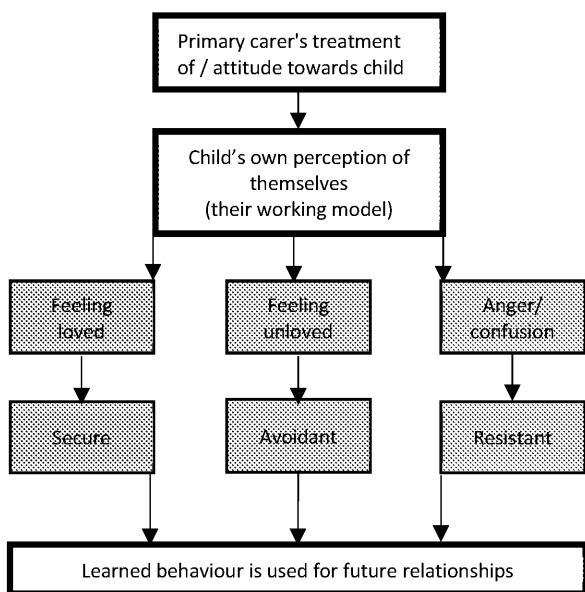 Primary carer's treatment
of / attitude towards child
Child’s own perception of
themselves
(their working model)
Feeling
loved
Feeling
unloved
Anger/
confusion
Secure
Avoidant
Resistant
Learned behaviour is used for future relationships